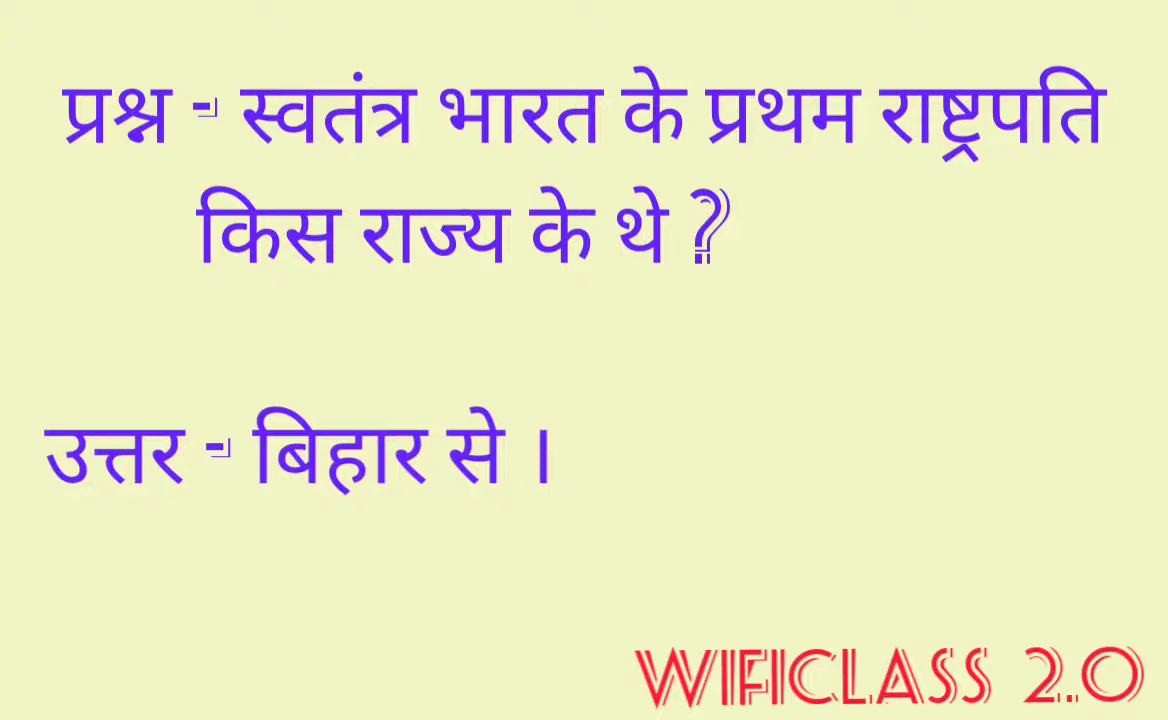 प्रश्न - स्वतंत्र भारत के प्रथम राष्ट्रपति
किस राज्य के थे ?
उत्तर - बिहार से ।
WIFICLASS 2.0